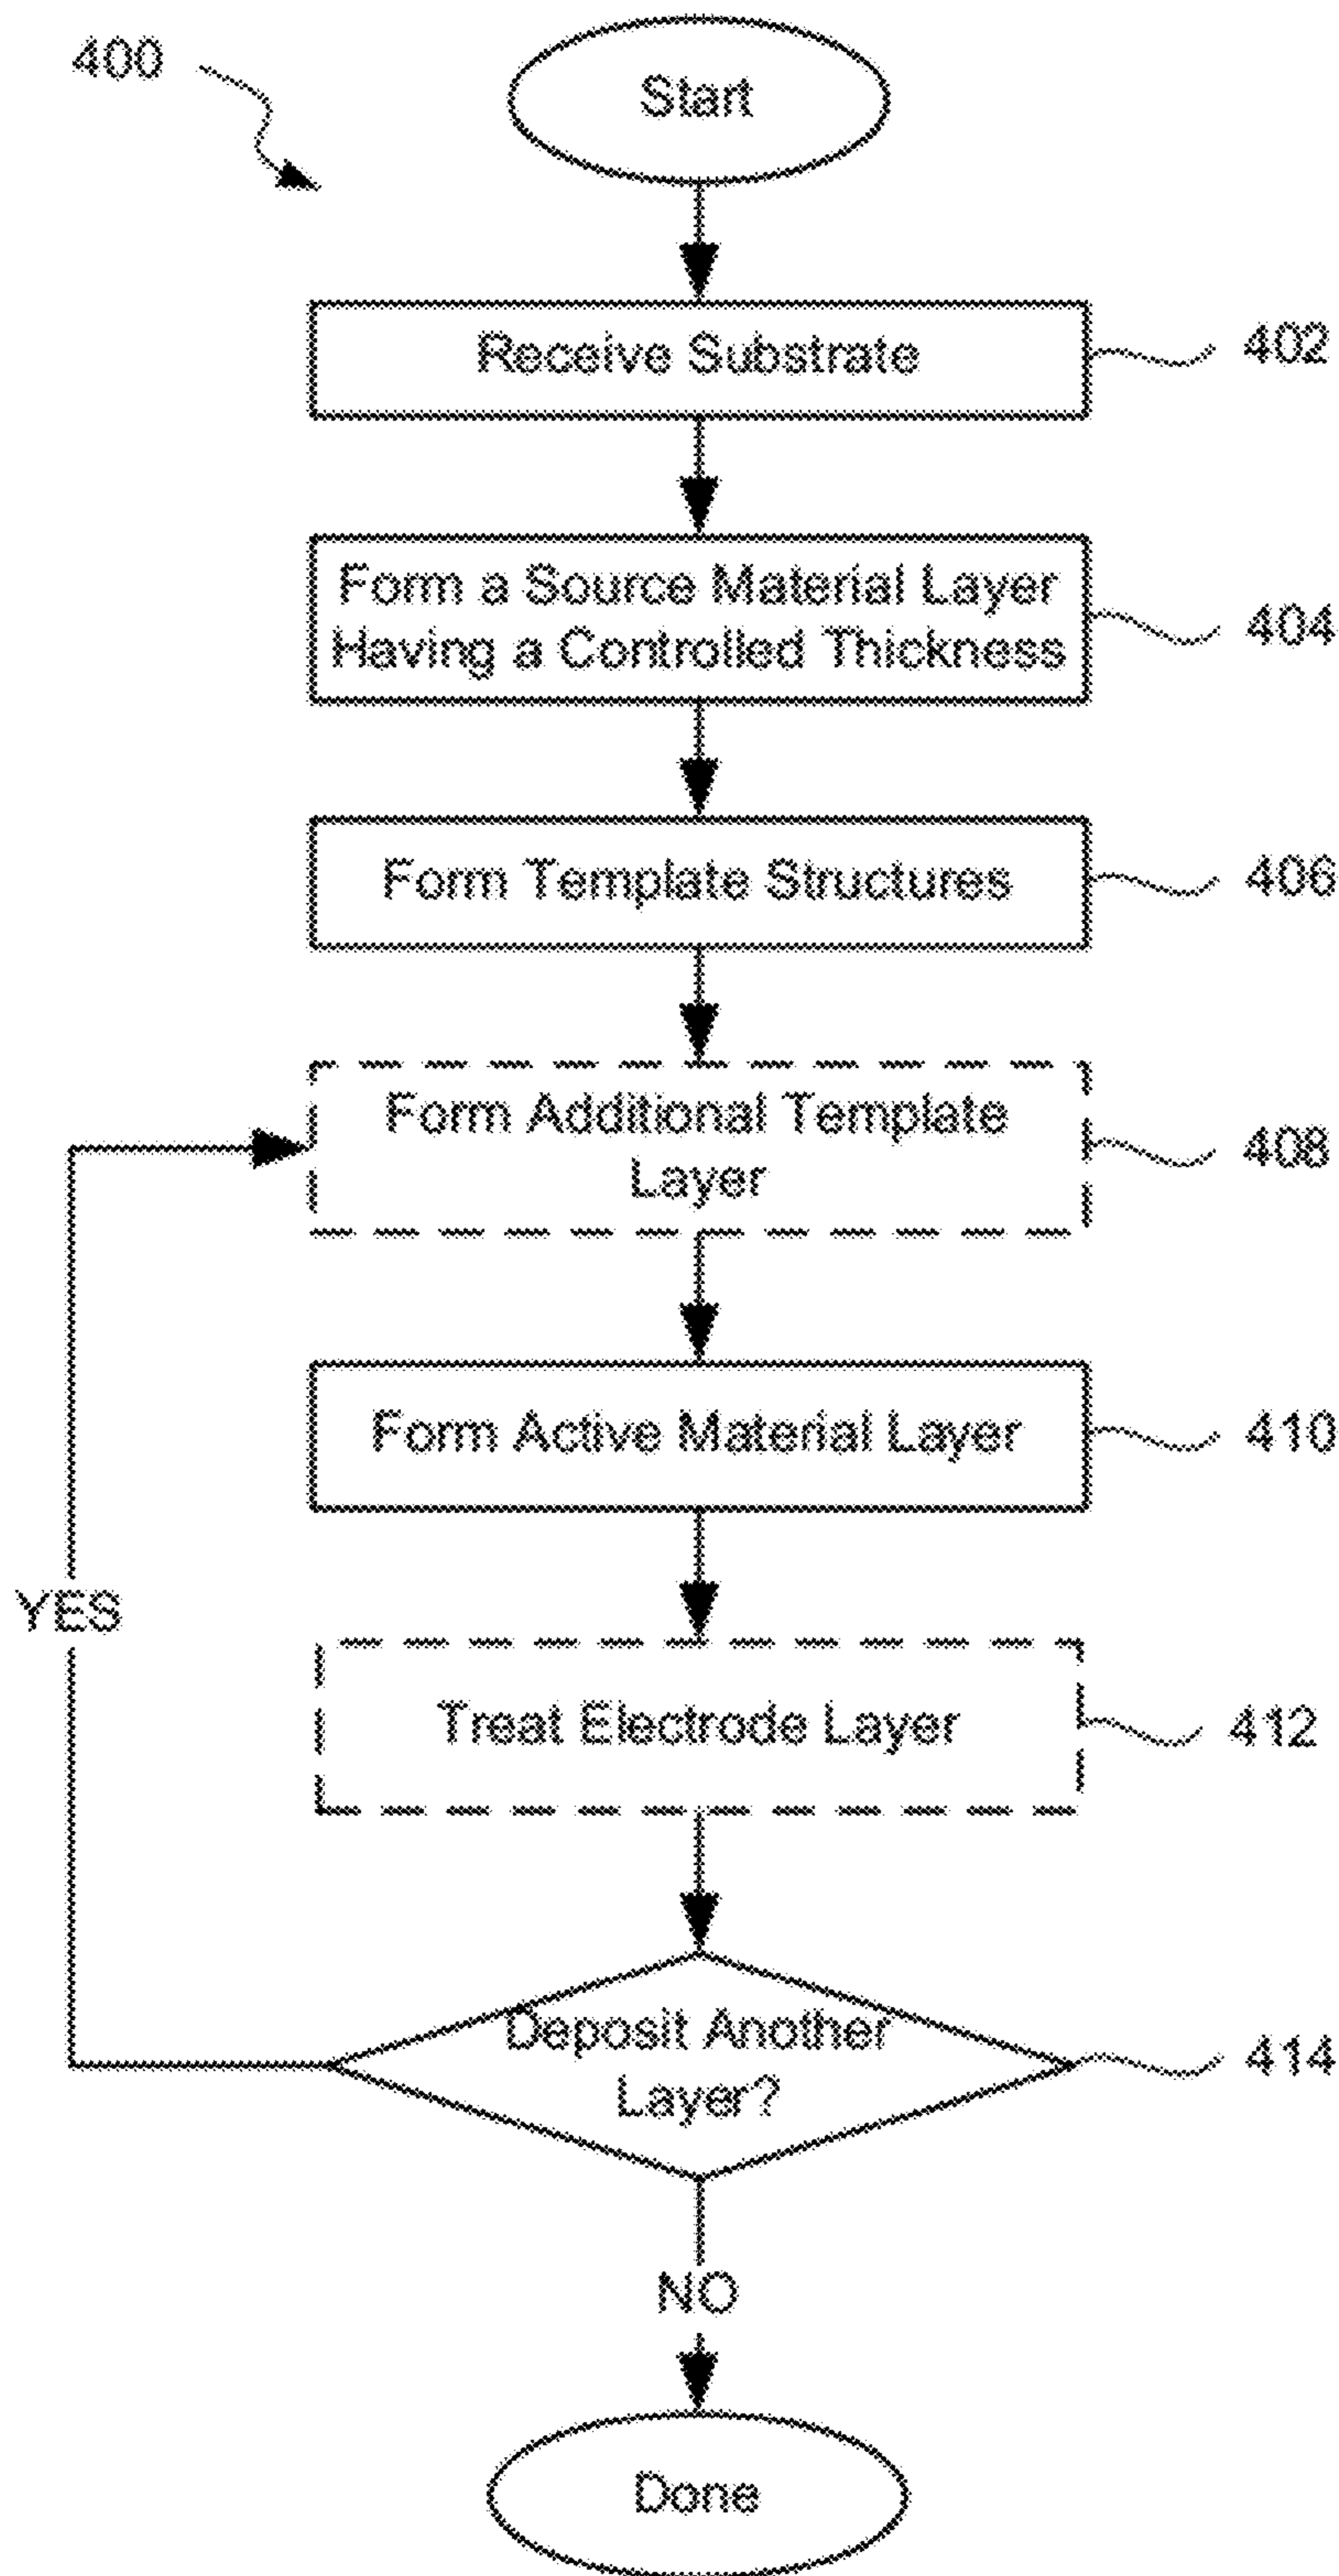 400
Start
Receive Substrate
402
Form a Source Material Layer
Having a Controlled Thickness
404
Form Template Structures
406
Form Additional Template
Layer
408
Form Active Material Layer
410
YES
Treat Electrode Layer
412
Deposit Another
Layer?
414
NO
Done